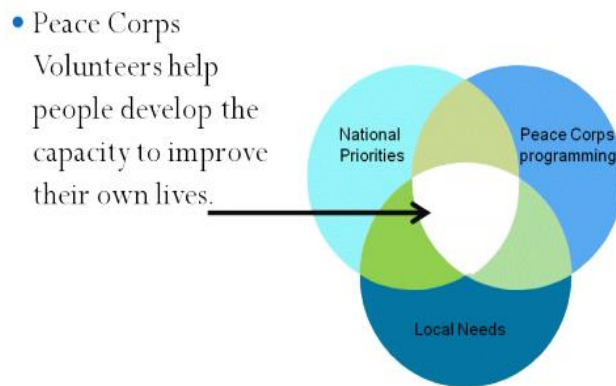 • Peace Corps
Volunteers help
people develop the
capacity to improve
their own lives.
National
Priorities
Peace Corps
programming
Local Needs